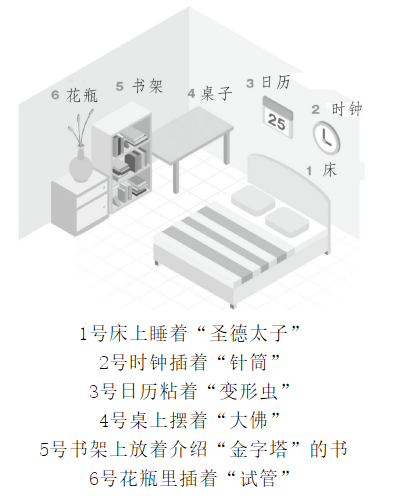 6 花瓶
5 书架
4 桌子
3 日历
25
2 时钟
1 床
1号床上睡着“圣德太子”
2号时钟插着“针筒”
3号日历粘着“变形虫”
4号桌上摆着“大佛”
5号书架上放着介绍“金字塔”的书
6号花瓶里插着“试管”